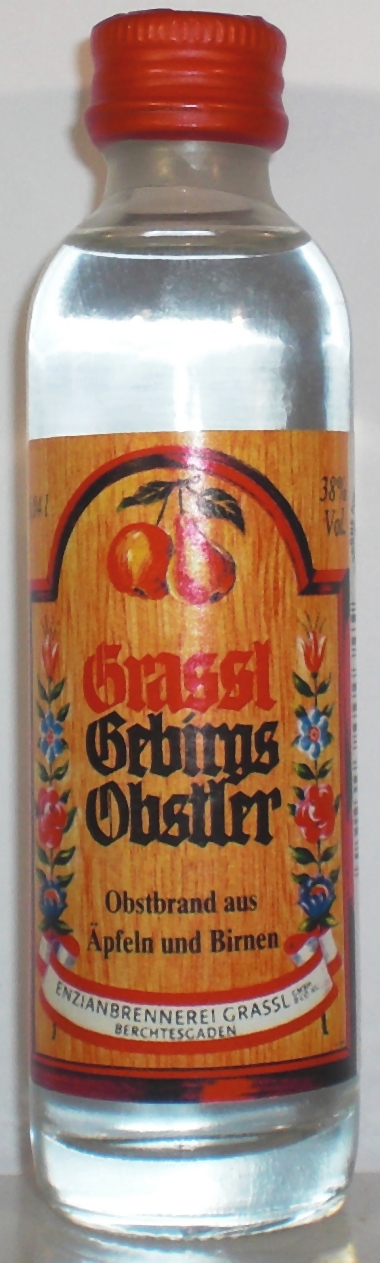 38%
Vol.
Grassl
Gebirgs
Obstler
Obstbrand aus
Äpfeln und Birnen
ENZIANBRENNEREI GRASSL
BERCHTESGADEN